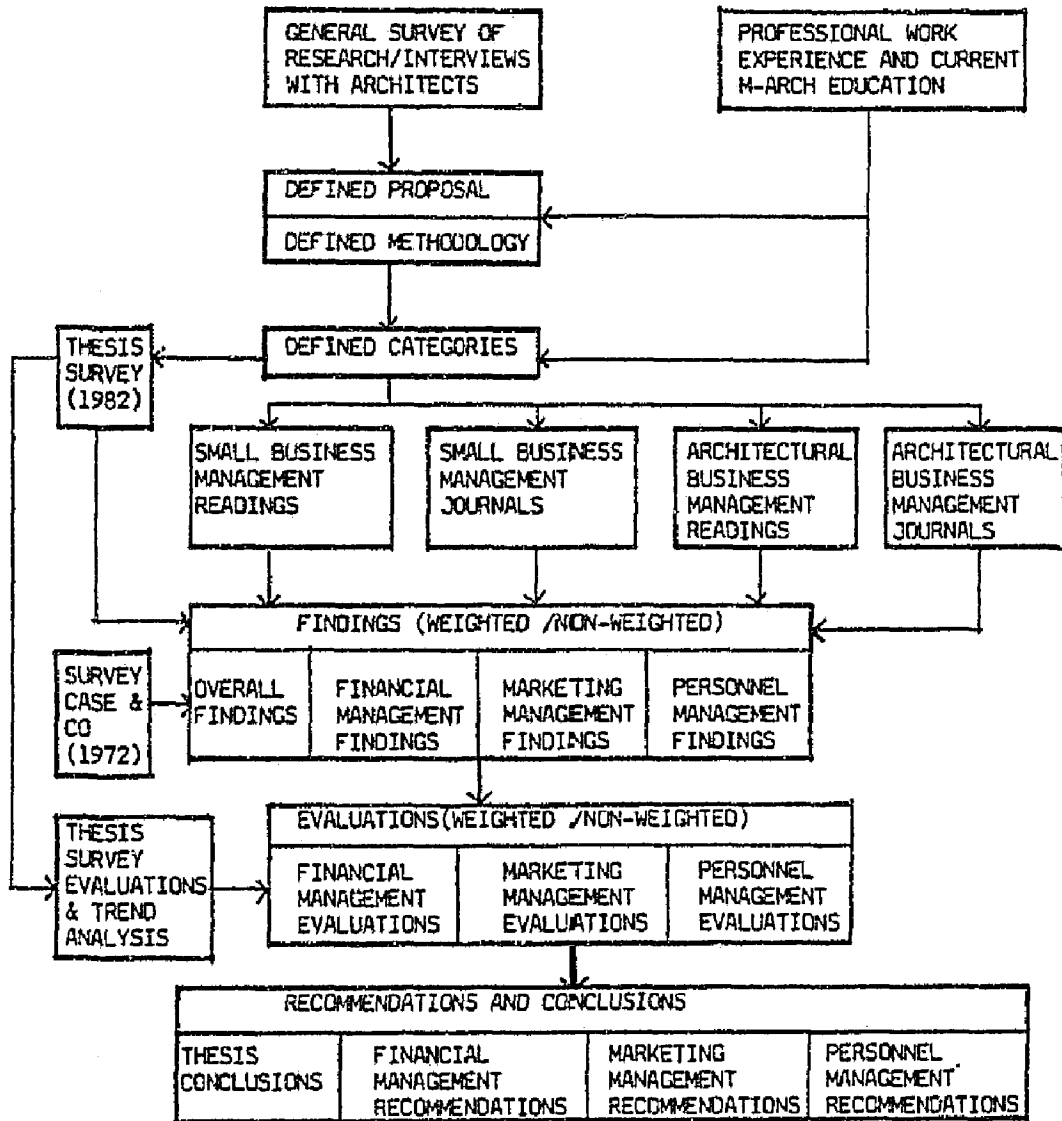 GENERAL SURVEY OF
RESEARCH/INTERVIEWS
WITH ARCHITECTS
PROFESSIONAL WORK
EXPERIENCE AND CURRENT
M-ARCH EDUCATION
DEFINED PROPOSAL
DEFINED METHODOLOGY
DEFINED CATEGORIES
THESIS
SURVEY
(1982)
SMALL BUSINESS
MANAGEMENT
READINGS
SMALL BUSINESS
MANAGEMENT
JOURNALS
ARCHITECTURAL
BUSINESS
MANAGEMENT
READINGS
ARCHITECTURAL
BUSINESS
MANAGEMENT
JOURNALS
FINDINGS (WEIGHTED /NON-WEIGHTED)
OVERALL
FINDINGS
FINANCIAL
MANAGEMENT
FINDINGS
MARKETING
MANAGEMENT
FINDINGS
PERSONNEL
MANAGEMENT
FINDINGS
SURVEY
CASE &
CO
(1972)
EVALUATIONS(WEIGHTED /NON-WEIGHTED)
FINANCIAL
MANAGEMENT
EVALUATIONS
MARKETING
MANAGEMENT
EVALUATIONS
PERSONNEL
MANAGEMENT
EVALUATIONS
THESIS
SURVEY
EVALUATIONS
& TREND
ANALYSIS
RECOMMENDATIONS AND CONCLUSIONS
THESIS
CONCLUSIONS
FINANCIAL
MANAGEMENT
RECOMMENDATIONS
MARKETING
MANAGEMENT
RECOMMENDATIONS
PERSONNEL
MANAGEMENT
RECOMMENDATIONS